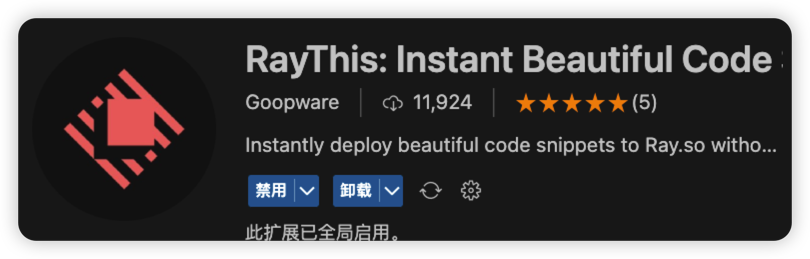 RayThis: Instant Beautiful Code
Goopware 11,924 ★★★★★(5)
Instantly deploy beautiful code snippets to Ray.so witho...
禁用 卸载
此扩展已全局启用。